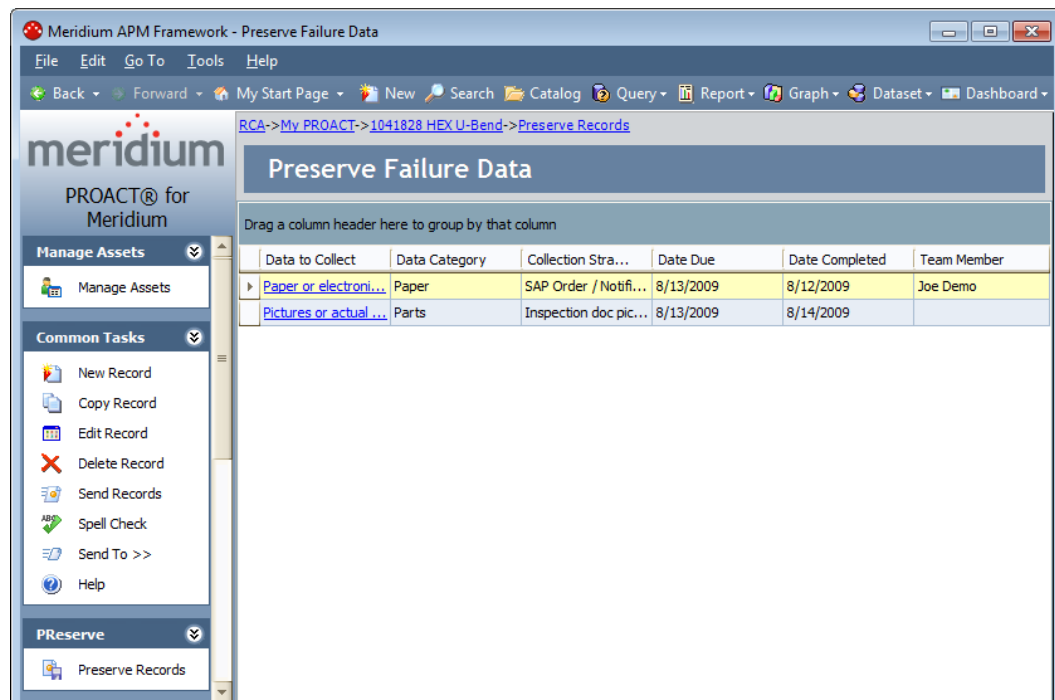 Meridium APM Framework - Preserve Failure Data
File Edit Go To Tools Help
Back Forward My Start Page New Search Catalog Query Report Graph Dataset Dashboard
RCA->My PROACT->1041828 HEX U-Bend->Preserve Records
meridium
PROACT® for
Meridium
Preserve Failure Data
Drag a column header here to group by that column
Data to Collect Data Category Collection Stra... Date Due Date Completed Team Member
Paper or electroni... Paper SAP Order / Notifi... 8/13/2009 8/12/2009 Joe Demo
Pictures or actual ... Parts Inspection doc pic... 8/13/2009 8/14/2009
Manage Assets
Manage Assets
Common Tasks
New Record
Copy Record
Edit Record
Delete Record
Send Records
ABC
Spell Check
Send To >>
Help
PReserve
Preserve Records